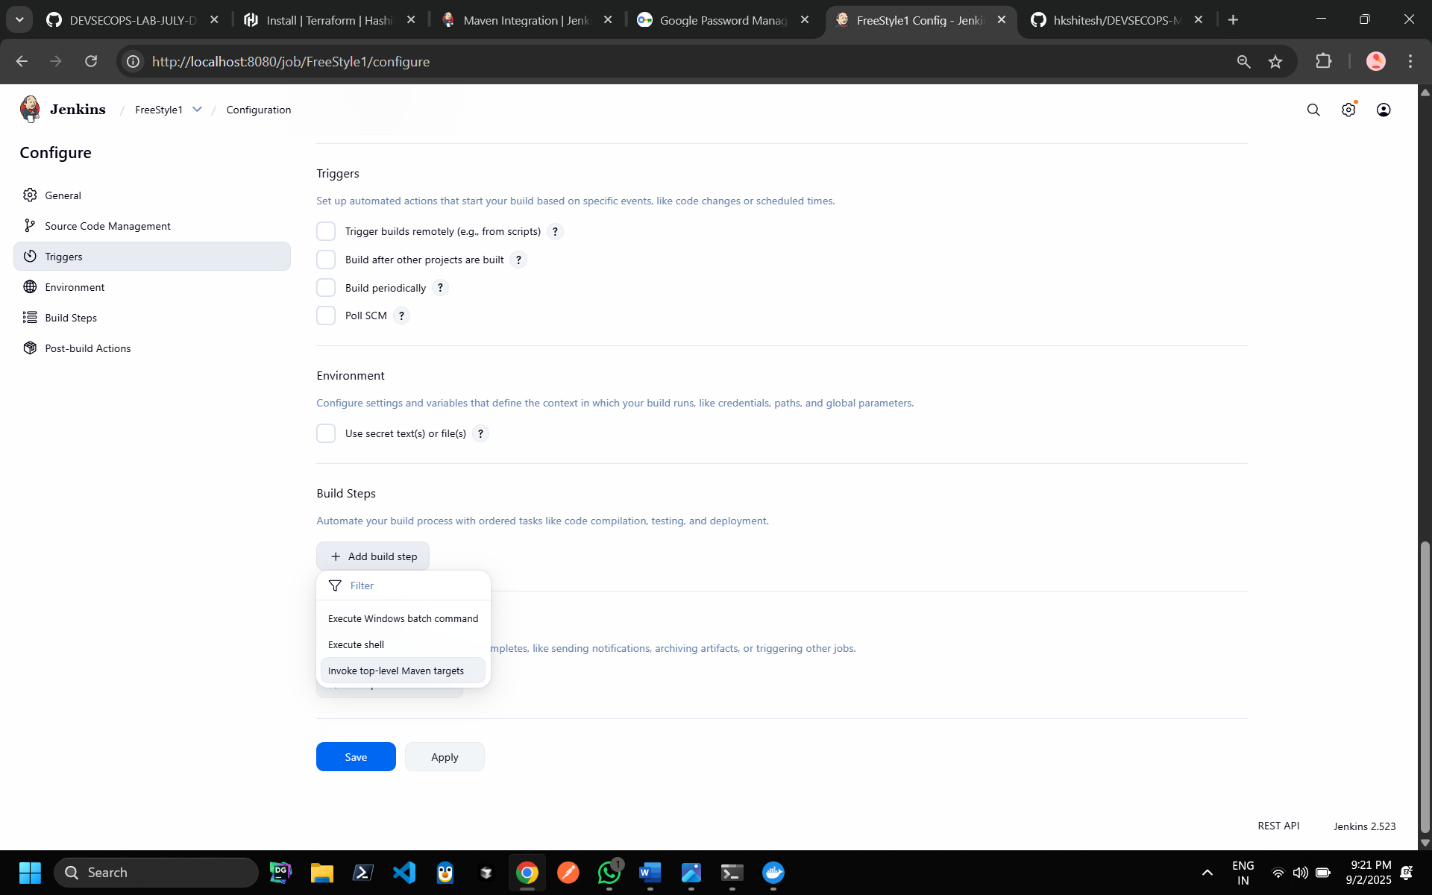 DEVSECOPS-LAB-JULY-D
Install | Terraform | Hashi
Maven Integration | Jenk
Google Password Manag
FreeStyle1 Config - Jenki
hkshitesh/DEVSECOPS-M
http://localhost:8080/job/FreeStyle1/configure
Jenkins / FreeStyle1 / Configuration
Configure
General
Source Code Management
Triggers
Environment
Build Steps
Post-build Actions
Triggers
Set up automated actions that start your build based on specific events, like code changes or scheduled times.
Trigger builds remotely (e.g., from scripts) ?
Build after other projects are built ?
Build periodically ?
Poll SCM ?
Environment
Configure settings and variables that define the context in which your build runs, like credentials, paths, and global parameters.
Use secret text(s) or file(s) ?
Build Steps
Automate your build process with ordered tasks like code compilation, testing, and deployment.
+ Add build step
Filter
Execute Windows batch command
Execute shell
mpletes, like sending notifications, archiving artifacts, or triggering other jobs.
Invoke top-level Maven targets
Save
Apply
REST API
Jenkins 2.523
Search
DG
1
ENG
IN
9:21 PM
9/2/2025